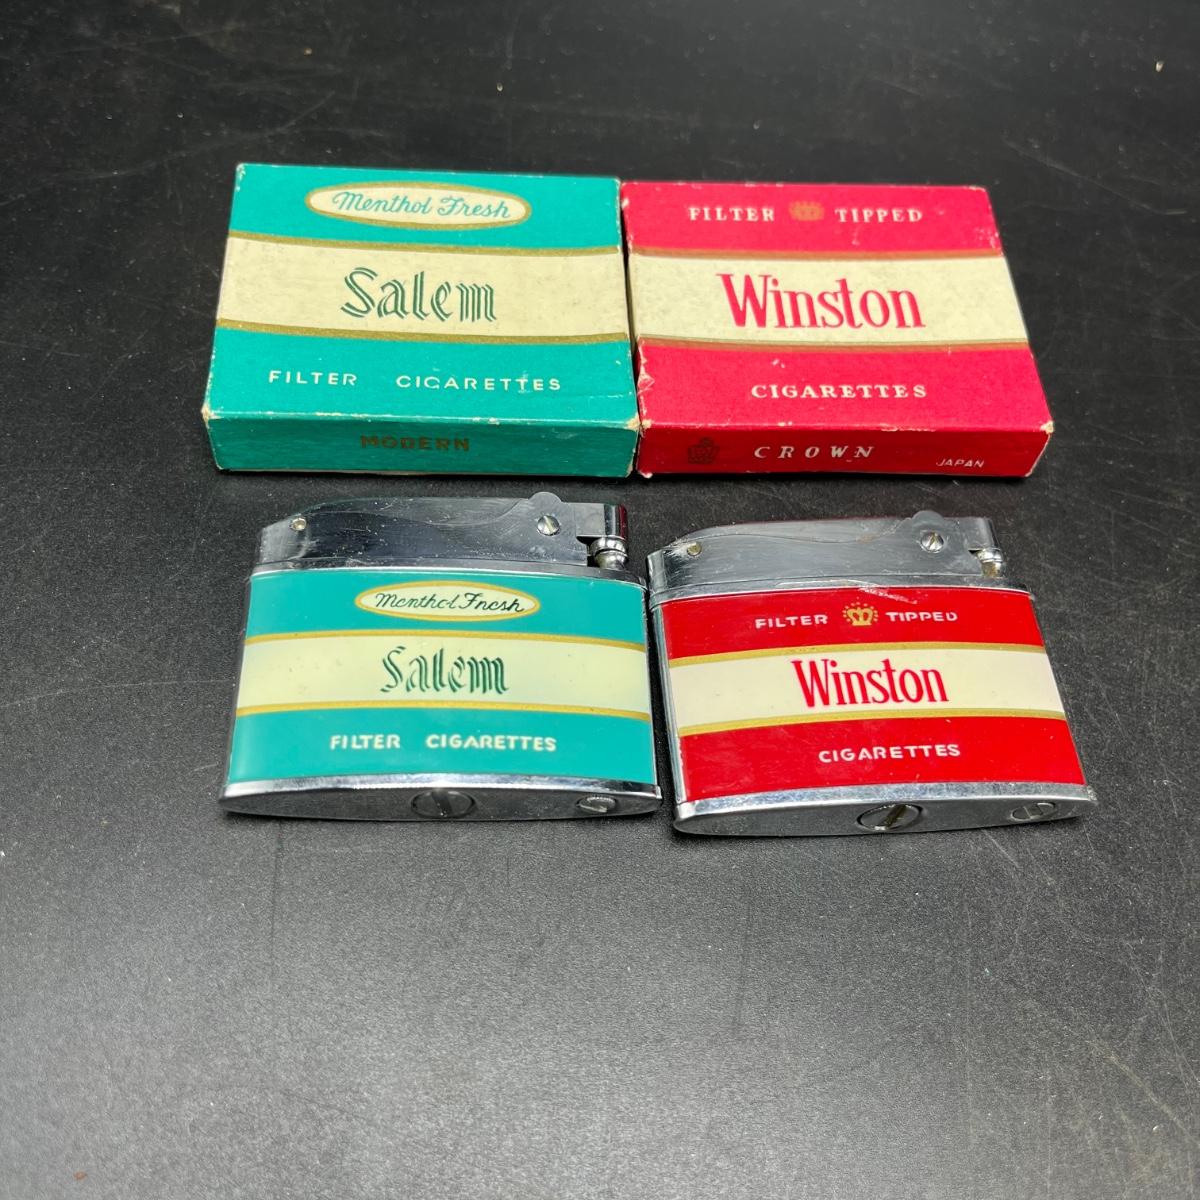 Menthol Fresh
Salem
FILTER CIGARETTES
MODERN
FILTER TIPPED
Winston
CIGARETTES
CROWN
JAPAN
Menthol Fresh
Salem
FILTER CIGARETTES
FILTER TIPPED
Winston
CIGARETTES